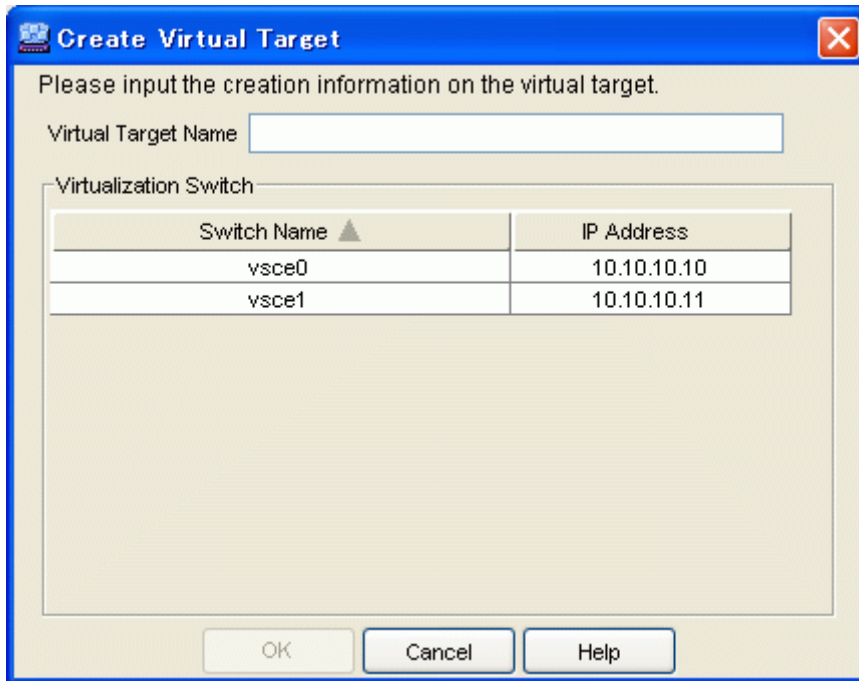 Create Virtual Target
Please input the creation information on the virtual target.
Virtual Target Name
Virtualization Switch
Switch Name IP Address
vsce0 10.10.10.10
vsce1 10.10.10.11
OK Cancel Help